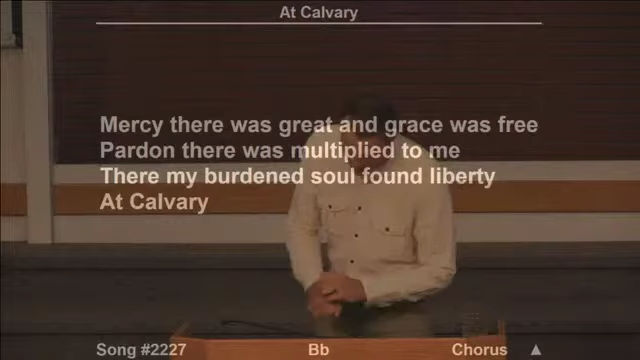 At Calvary
Mercy there was great and grace was free
Pardon there was multiplied to me
There my burdened soul found liberty
At Calvary
Song #2227 Bb Chorus ▲